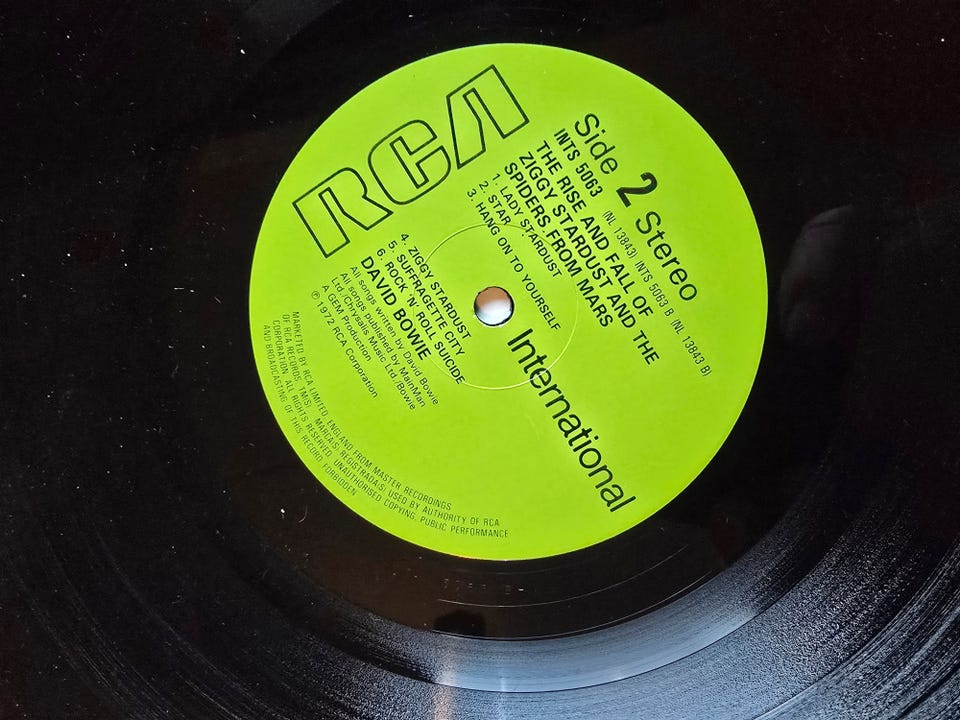 RCA
Side 2 Stereo
INTS 5063 (NL 13843) INTS 5063 B (NL 13843 B)
THE RISE AND FALL OF
ZIGGY STARDUST AND THE
SPIDERS FROM MARS
1. LADY STARDUST
2. STAR
3. HANG ON TO YOURSELF
International
4. ZIGGY STARDUST
5. SUFFRAGETTE CITY
6. ROCK 'N' ROLL SUICIDE
DAVID BOWIE
All songs written by David Bowie
All songs published by MainMan
Ltd./Chrysalis Music Ltd./Bowie
A GEM Production
℗ 1972 RCA Corporation
MARKETED BY RCA LIMITED, ENGLAND FROM MASTER RECORDINGS
OF RCA RECORDS. TM(S) MARCA(S) REGISTRADA(S) USED BY AUTHORITY OF RCA
CORPORATION. ALL RIGHTS RESERVED. UNAUTHORISED COPYING, PUBLIC PERFORMANCE
AND BROADCASTING OF THIS RECORD FORBIDDEN